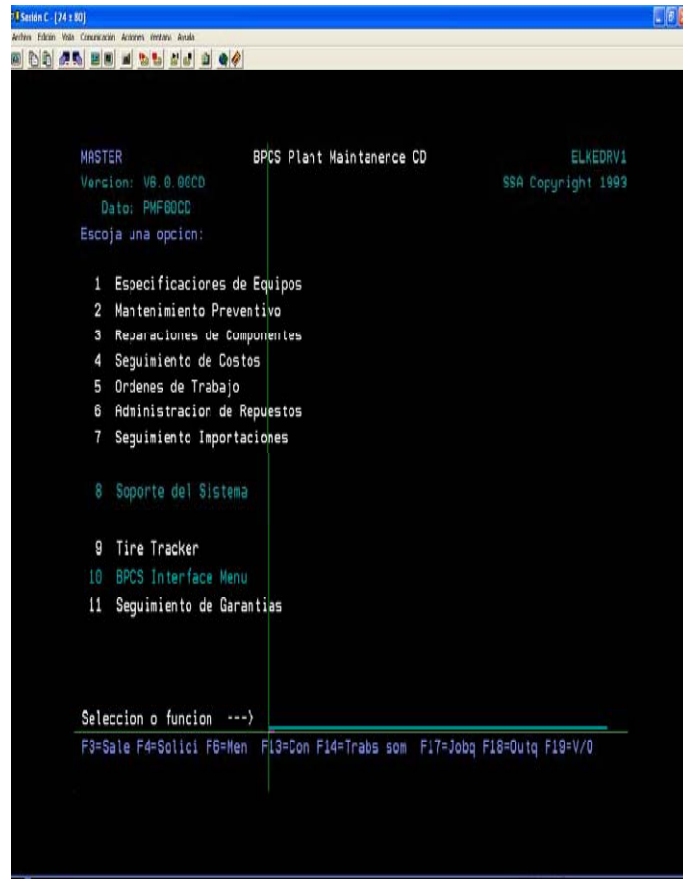 Sesión C - [24 x 80]
Archivo Edición Vista Comunicación Acciones Ventana Ayuda
MASTER BPCS Plant Maintanence CD ELKEDRV1
Version: V6.0.00CD SSA Copyright 1993
Dato: PMF60CD
Escoja una opcion:
1 Especificaciones de Equipos
2 Mantenimiento Preventivo
3 Reparaciones de Componentes
4 Seguimiento de Costos
5 Ordenes de Trabajo
6 Administracion de Repuestos
7 Seguimiento Importaciones
8 Soporte del Sistema
9 Tire Tracker
10 BPCS Interface Menu
11 Seguimiento de Garantias
Seleccion o funcion --->
F3=Sale F4=Solici F6=Men F13=Con F14=Trabs som F17=Jobq F18=Outq F19=V/O